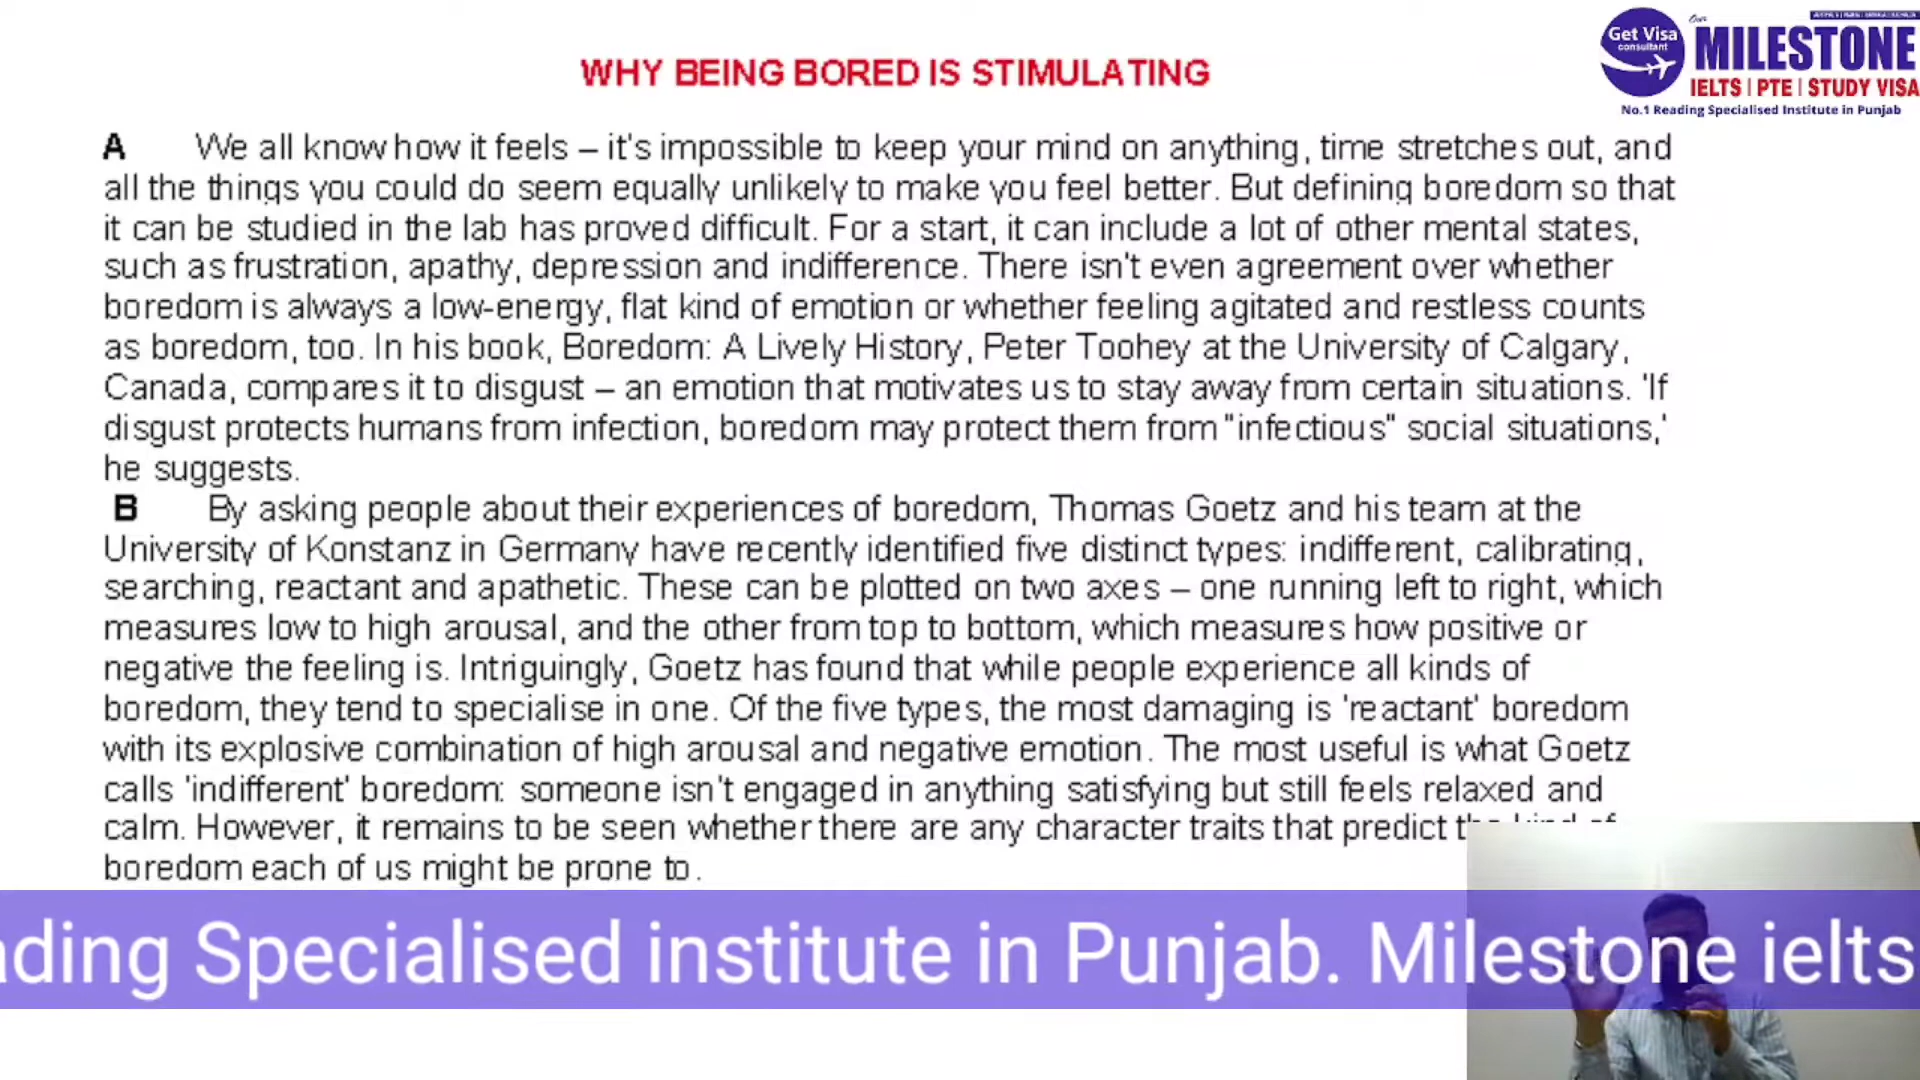 WHY BEING BORED IS STIMULATING
Get Visa
consultant
Our
MILESTONE
IELTS | PTE | STUDY VISA
No.1 Reading Specialised Institute in Punjab
A We all know how it feels – it's impossible to keep your mind on anything, time stretches out, and
all the things you could do seem equally unlikely to make you feel better. But defining boredom so that
it can be studied in the lab has proved difficult. For a start, it can include a lot of other mental states,
such as frustration, apathy, depression and indifference. There isn't even agreement over whether
boredom is always a low-energy, flat kind of emotion or whether feeling agitated and restless counts
as boredom, too. In his book, Boredom: A Lively History, Peter Toohey at the University of Calgary,
Canada, compares it to disgust – an emotion that motivates us to stay away from certain situations. 'If
disgust protects humans from infection, boredom may protect them from "infectious" social situations,'
he suggests.
B By asking people about their experiences of boredom, Thomas Goetz and his team at the
University of Konstanz in Germany have recently identified five distinct types: indifferent, calibrating,
searching, reactant and apathetic. These can be plotted on two axes – one running left to right, which
measures low to high arousal, and the other from top to bottom, which measures how positive or
negative the feeling is. Intriguingly, Goetz has found that while people experience all kinds of
boredom, they tend to specialise in one. Of the five types, the most damaging is 'reactant' boredom
with its explosive combination of high arousal and negative emotion. The most useful is what Goetz
calls 'indifferent' boredom: someone isn't engaged in anything satisfying but still feels relaxed and
calm. However, it remains to be seen whether there are any character traits that predict the kind of
boredom each of us might be prone to.
ading Specialised institute in Punjab. Milestone ielts